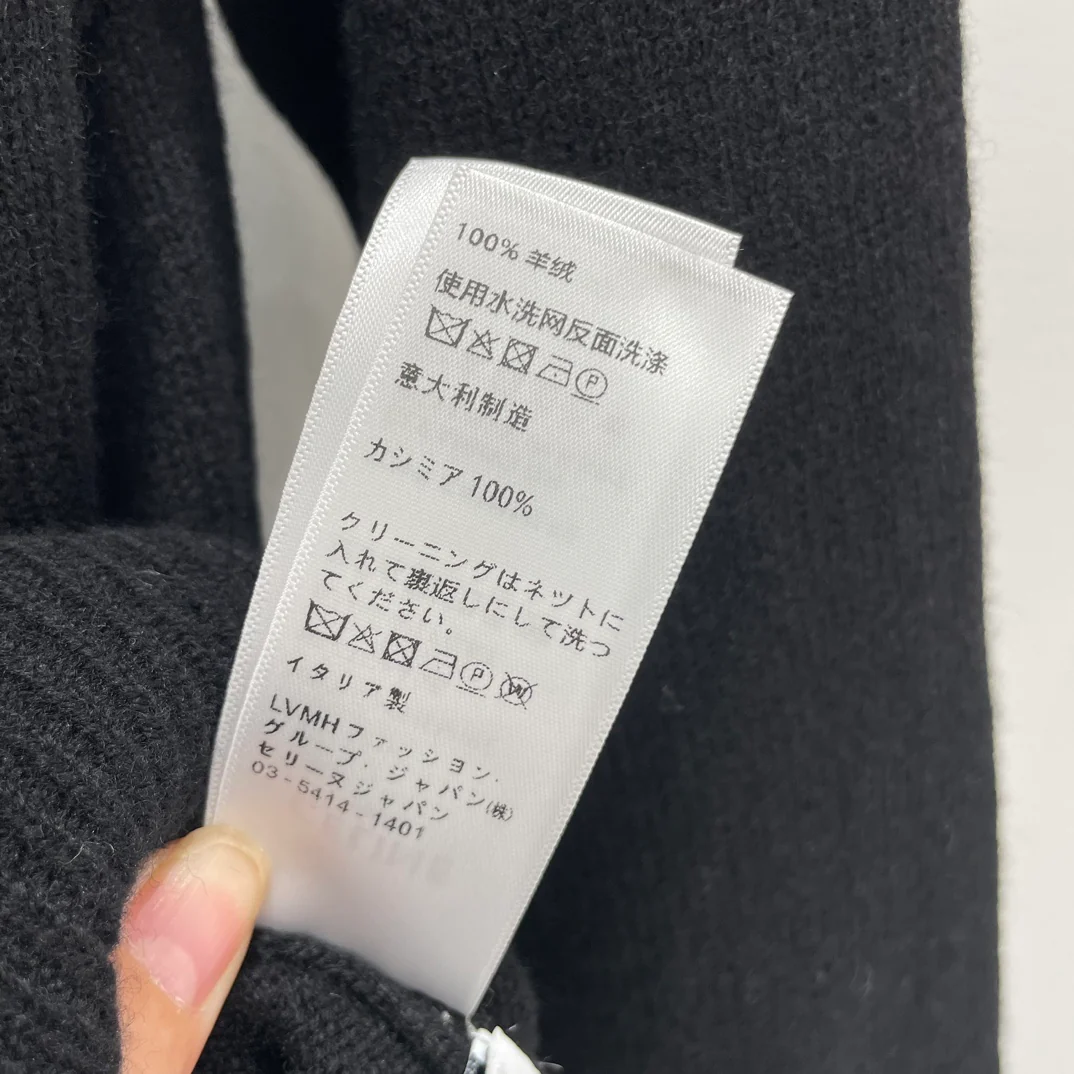 100% 羊绒
使用水洗网反面洗涤
P
意大利制造
カシミア 100%
クリーニングはネットに
入れて裏返しにして洗っ
てください。
P W
イタリア製
LVMH ファッション.
グループ. ジャパン(株)
セリーヌジャパン
03-5414-1401